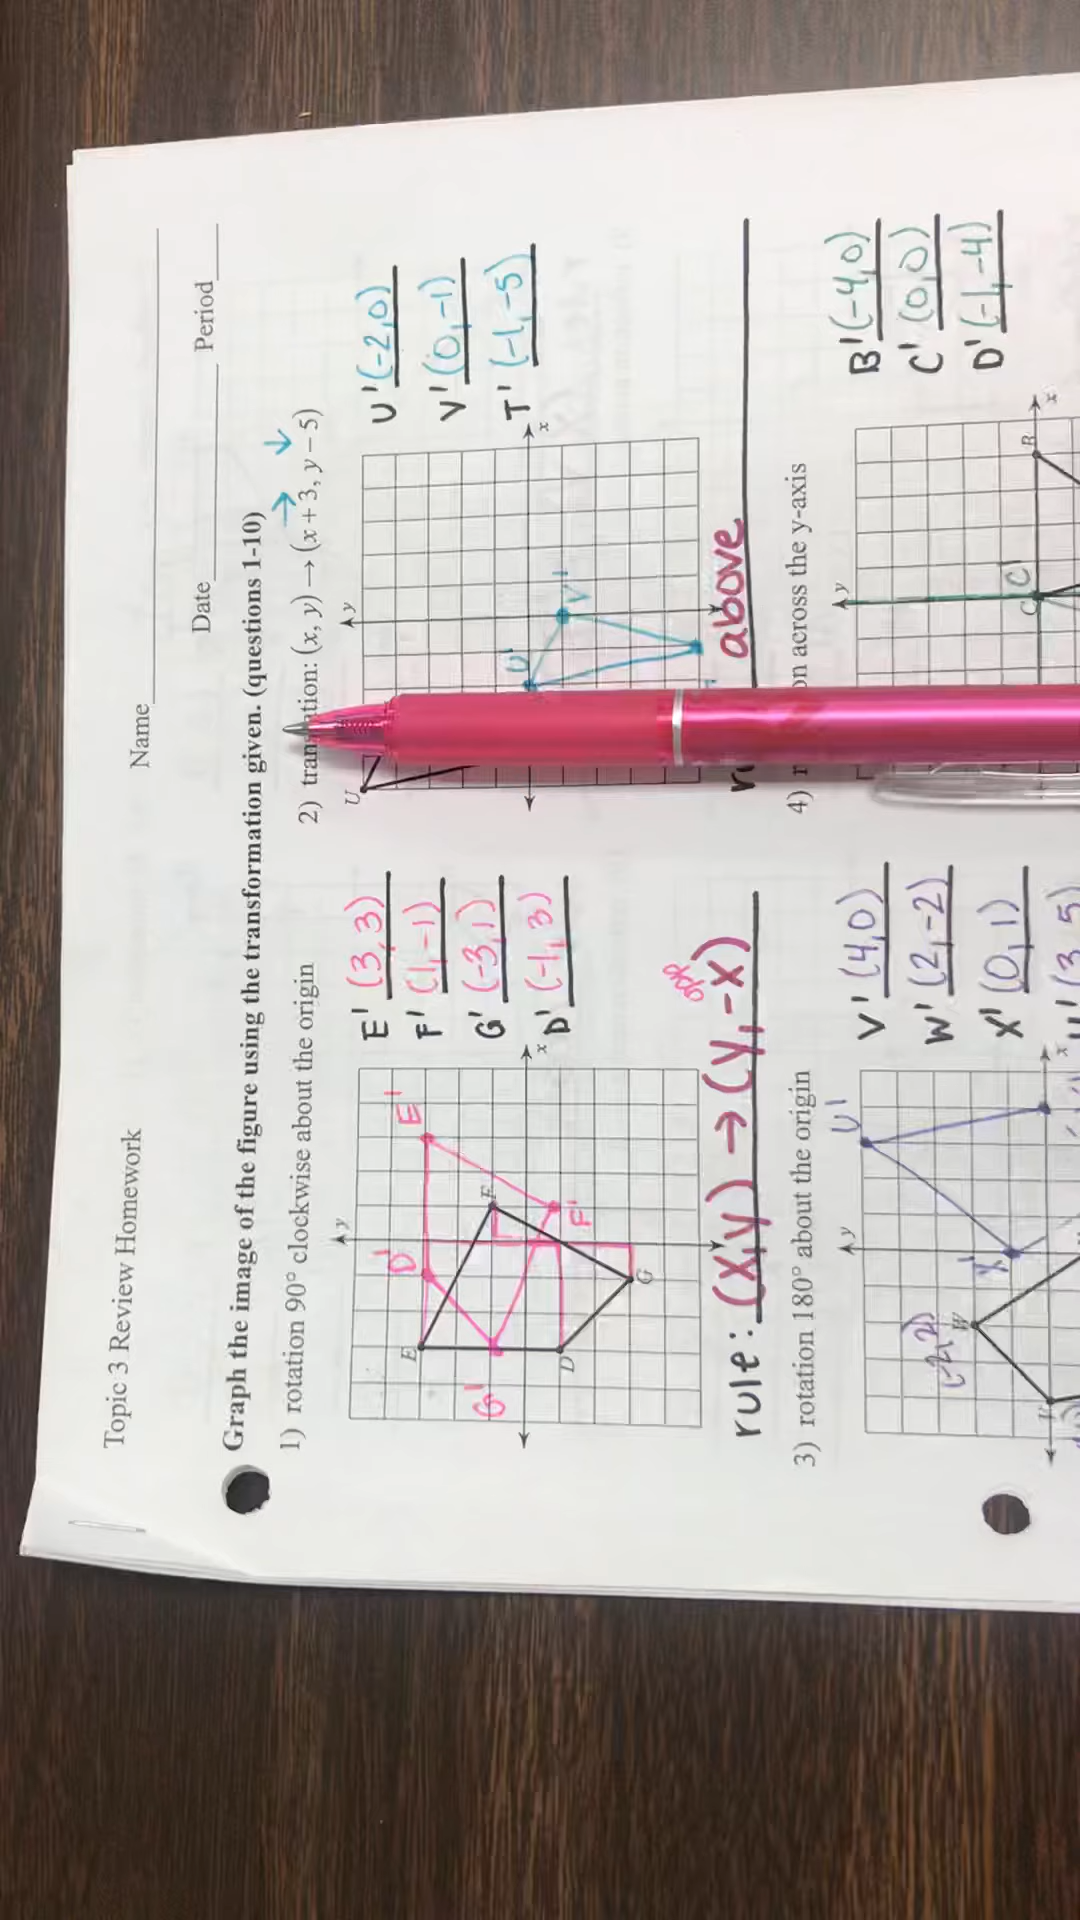 Name
Topic 3 Review Homework
Date Period
Graph the image of the figure using the transformation given. (questions 1-10)
1) rotation 90° clockwise about the origin
E' (3,3)
F' (1,-1)
G' (-3,1)
D' (-1,3)
y
x
E
F
G
D
D'
E'
F'
G'
rule: (x,y) → (y,-x)
opp
2) (x, y) → (x + 3, y − 5)
U' (-2,0)
V' (0,-1)
T' (-1,-5)
y
x
U
U'
V'
above
3) rotation 180° about the origin
V' (4,0)
W' (2,-2)
X' (0,1)
y
x
U'
X'
(-2,2)
W
4) across the y-axis
B' (-4,0)
C' (0,0)
D' (-1,-4)
y
x
C
C'
B